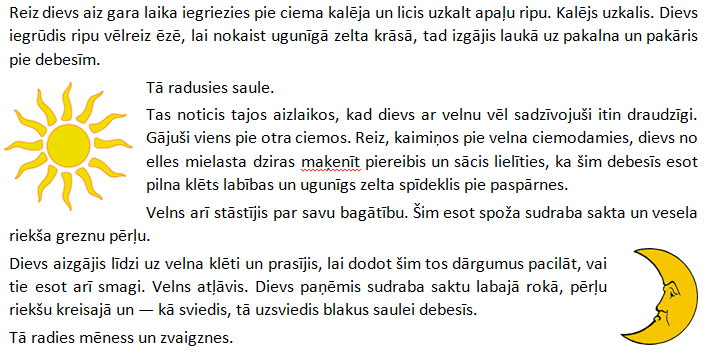 Reiz dievs aiz gara laika iegriezies pie ciema kalēja un licis uzkalt apaļu ripu. Kalējs uzkalis. Dievs
iegrūdis ripu vēlreiz ēzē, lai nokaist ugunīgā zelta krāsā, tad izgājis laukā uz pakalna un pakāris
pie debesīm.
Tā radusies saule.
Tas noticis tajos aizlaikos, kad dievs ar velnu vēl sadzīvojuši itin draudzīgi.
Gājuši viens pie otra ciemos. Reiz, kaimiņos pie velna ciemodamies, dievs no
elles mielasta dziras maķenīt piereibis un sācis lielīties, ka šim debesīs esot
pilna klēts labības un ugunīgs zelta spīdeklis pie paspārnes.
Velns arī stāstījis par savu bagātību. Šim esot spoža sudraba sakta un vesela
riekša greznu pērļu.
Dievs aizgājis līdzi uz velna klēti un prasījis, lai dodot šim tos dārgumus pacilāt, vai
tie esot arī smagi. Velns atļāvis. Dievs paņēmis sudraba saktu labajā rokā, pērļu
riekšu kreisajā un — kā sviedis, tā uzsviedis blakus saulei debesīs.
Tā radies mēness un zvaigznes.